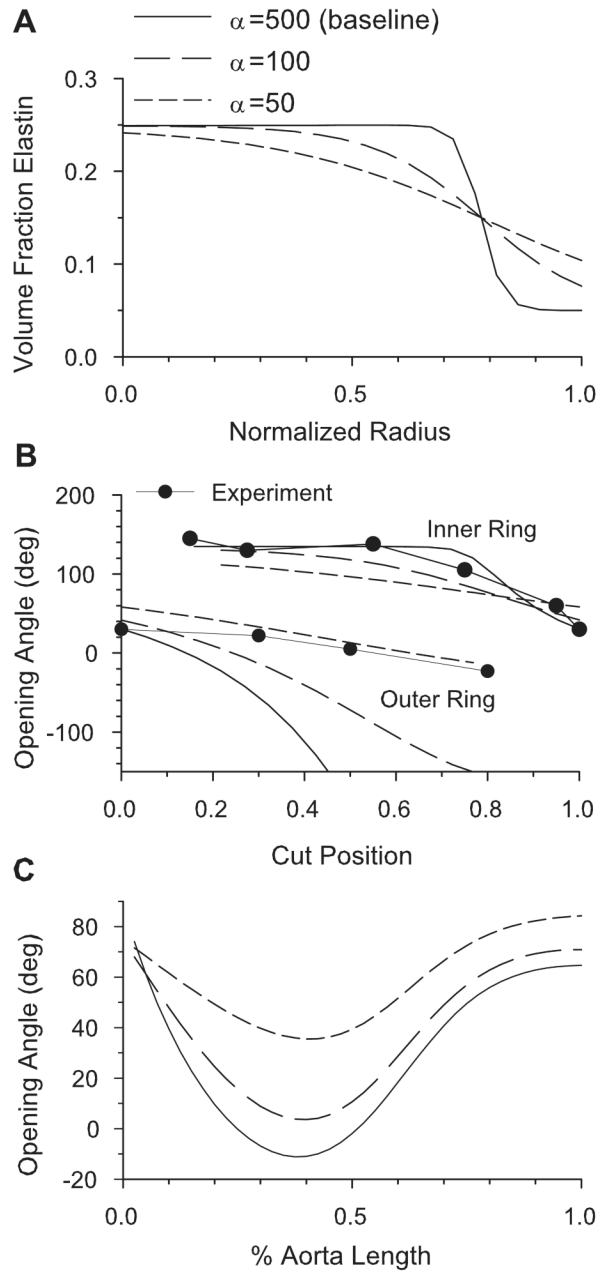 A
α=500 (baseline)
α=100
α=50
Volume Fraction Elastin
0.3
0.2
0.1
0.0
0.0 0.5 1.0
Normalized Radius
B
Experiment
Opening Angle (deg)
200
100
0
-100
Inner Ring
Outer Ring
0.0 0.2 0.4 0.6 0.8 1.0
Cut Position
C
Opening Angle (deg)
80
60
40
20
0
-20
0.0 0.5 1.0
% Aorta Length